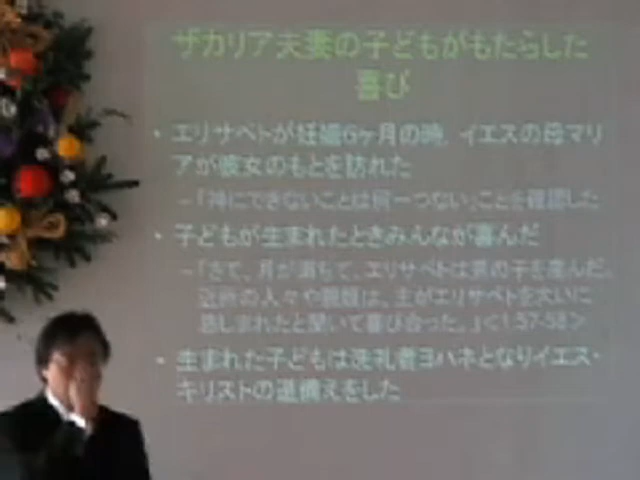 ザカリア夫妻の子どもがもたらした
喜び
・ エリサベトが妊娠6ヶ月の時、イエスの母マリ
アが彼女のもとを訪れた
–「神にできないことは何一つない」ことを確認した
・ 子どもが生まれたときみんなが喜んだ
–「さて、月が満ちて、エリサベトは男の子を産んだ。
近所の人々や親類は、主がエリサベトを大いに
慈しまれたと聞いて喜び合った。」<1.57-58>
・ 生まれた子どもは洗礼者ヨハネとなりイエス・
キリストの道備えをした